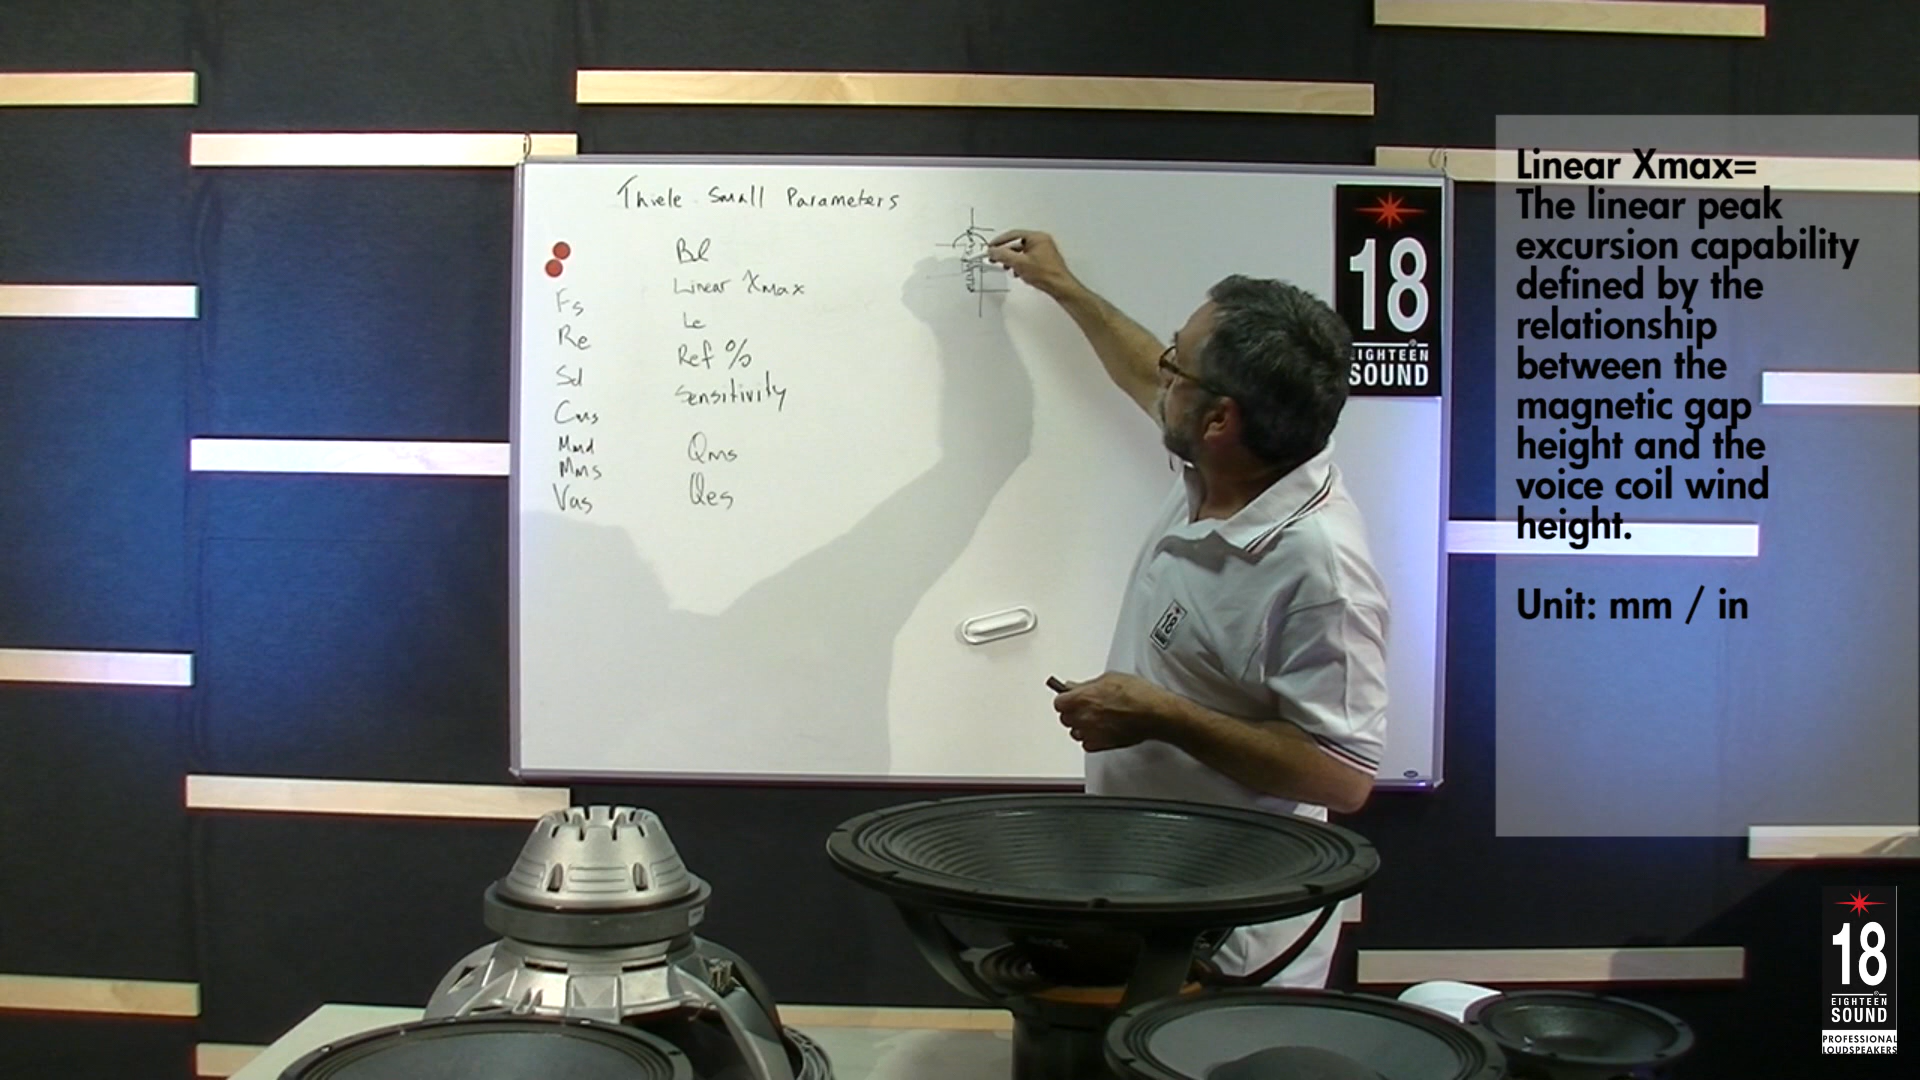 Thiele Small Parameters
Fs
Re
Sd
Cms
Mmd
Mms
Vas
Bl
Linear Xmax
Le
Ref %
Sensitivity
Qms
Qes
18
EIGHTEEN
SOUND
18
Linear Xmax=
The linear peak
excursion capability
defined by the
relationship
between the
magnetic gap
height and the
voice coil wind
height.
Unit: mm / in
18
EIGHTEEN
SOUND
PROFESSIONAL
LOUDSPEAKERS